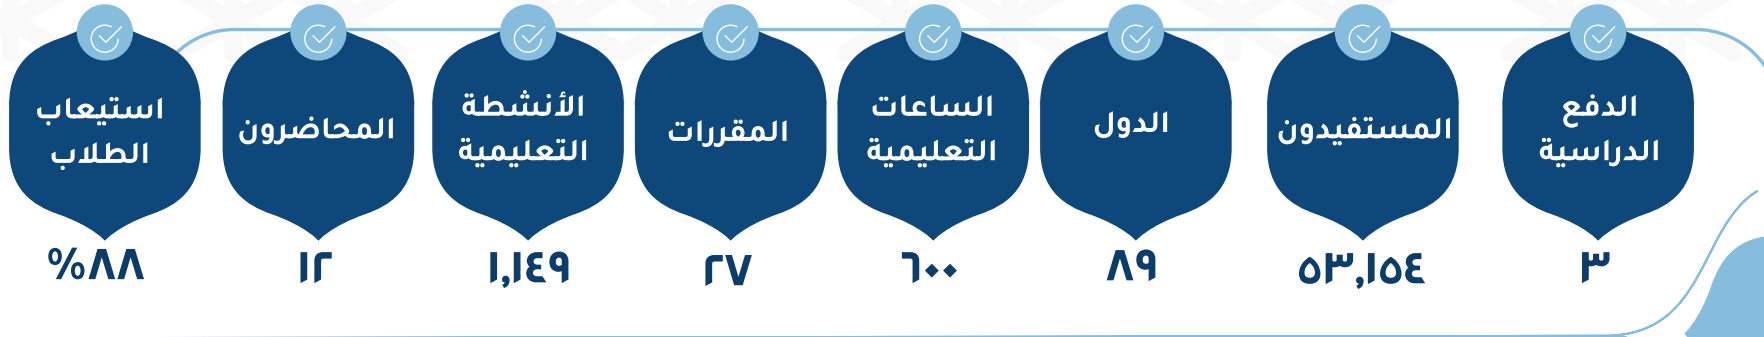 الدفع
الدراسية
٣
المستفيدون
٥٣,١٥٤
الدول
٨٩
الساعات
التعليمية
٦٠٠
المقررات
٢٧
الأنشطة
التعليمية
١,١٤٩
المحاضرون
١٢
استيعاب
الطلاب
%٨٨